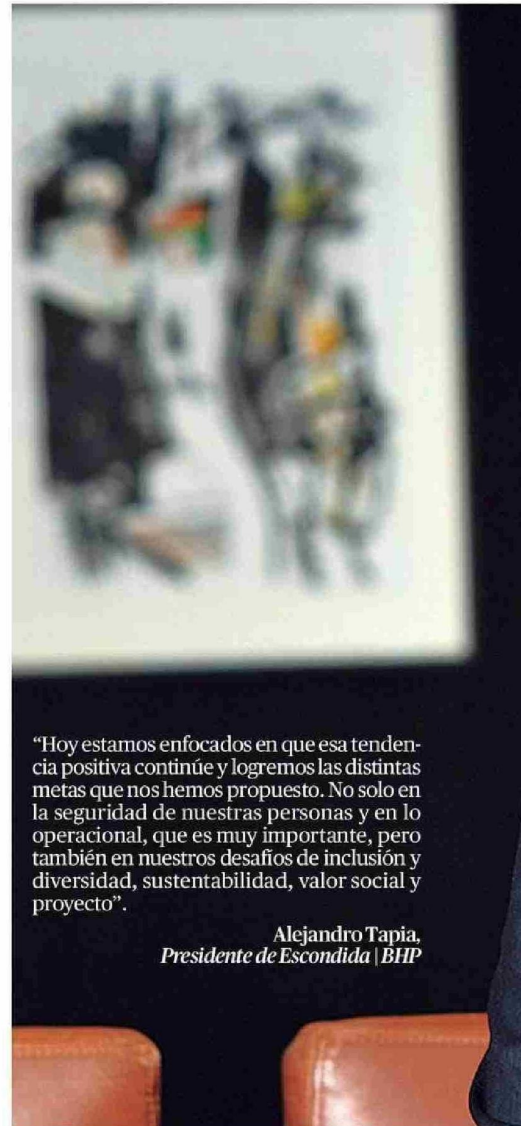 “Hoy estamos enfocados en que esa tenden-
cia positiva continúe y logremos las distintas
metas que nos hemos propuesto. No solo en
la seguridad de nuestras personas y en lo
operacional, que es muy importante, pero
también en nuestros desafíos de inclusión y
diversidad, sustentabilidad, valor social y
proyecto”.
Alejandro Tapia,
Presidente de Escondida | BHP